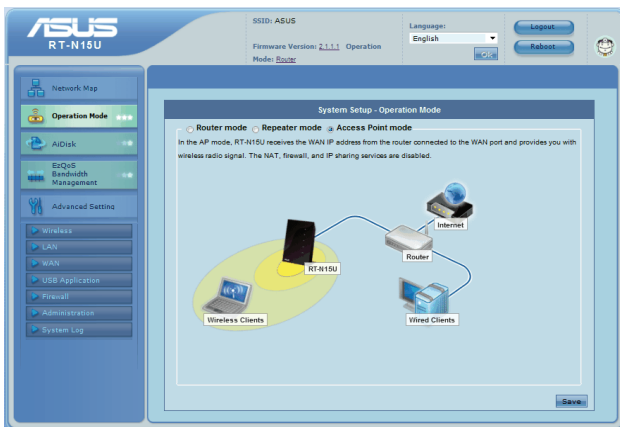 ASUS
RT-N15U
SSID: ASUS
Firmware Version: 2.1.1.1 Operation
Mode: Router
Language:
English
OK
Logout
Reboot
Network Map
Operation Mode
AiDisk
EzQoS
Bandwidth
Management
Advanced Setting
Wireless
LAN
WAN
USB Application
Firewall
Administration
System Log
System Setup - Operation Mode
Router mode Repeater mode Access Point mode
In the AP mode, RT-N15U receives the WAN IP address from the router connected to the WAN port and provides you with
wireless radio signal. The NAT, firewall, and IP sharing services are disabled.
Internet
Router
RT-N15U
Wireless Clients
Wired Clients
Save